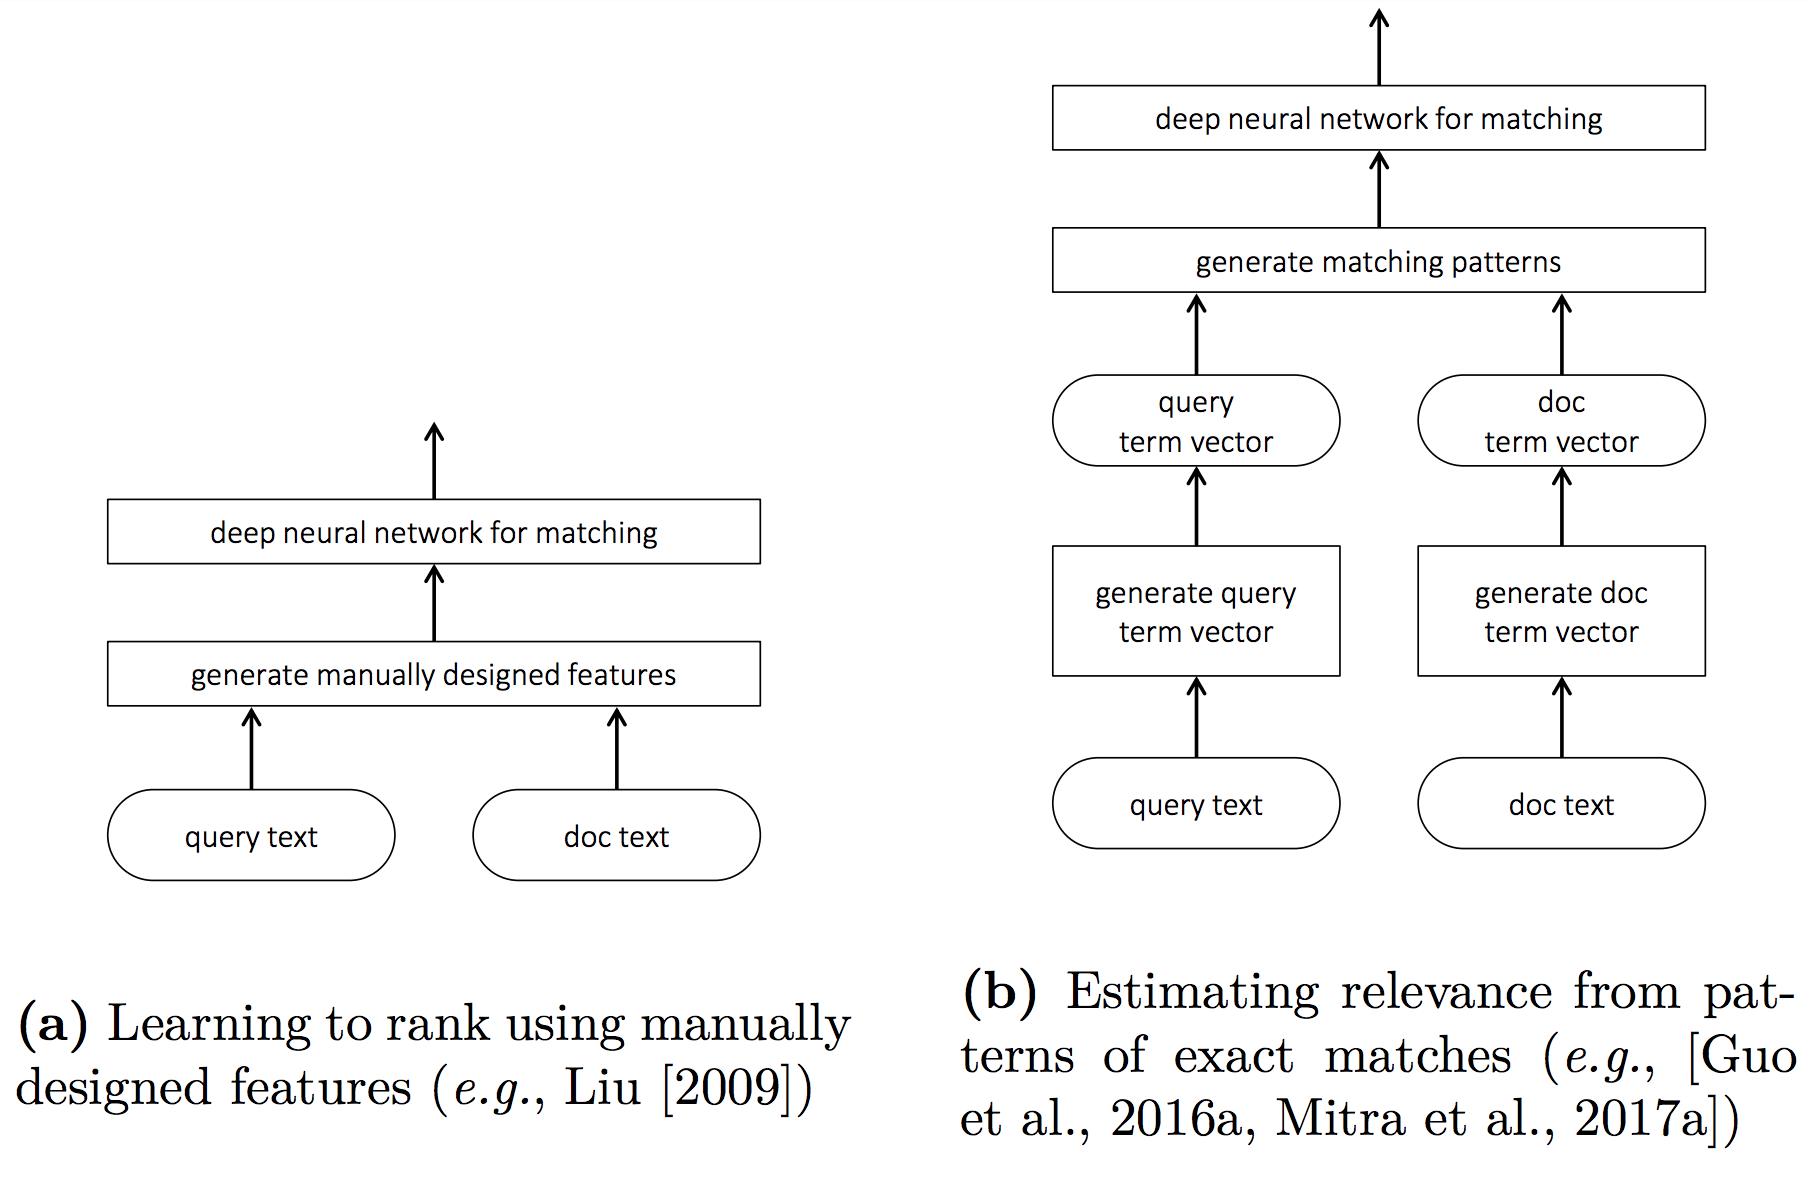 deep neural network for matching
generate manually designed features
query text
doc text
(a) Learning to rank using manually
designed features (e.g., Liu [2009])
deep neural network for matching
generate matching patterns
query
term vector
doc
term vector
generate query
term vector
generate doc
term vector
query text
doc text
(b) Estimating relevance from pat-
terns of exact matches (e.g., [Guo
et al., 2016a, Mitra et al., 2017a])